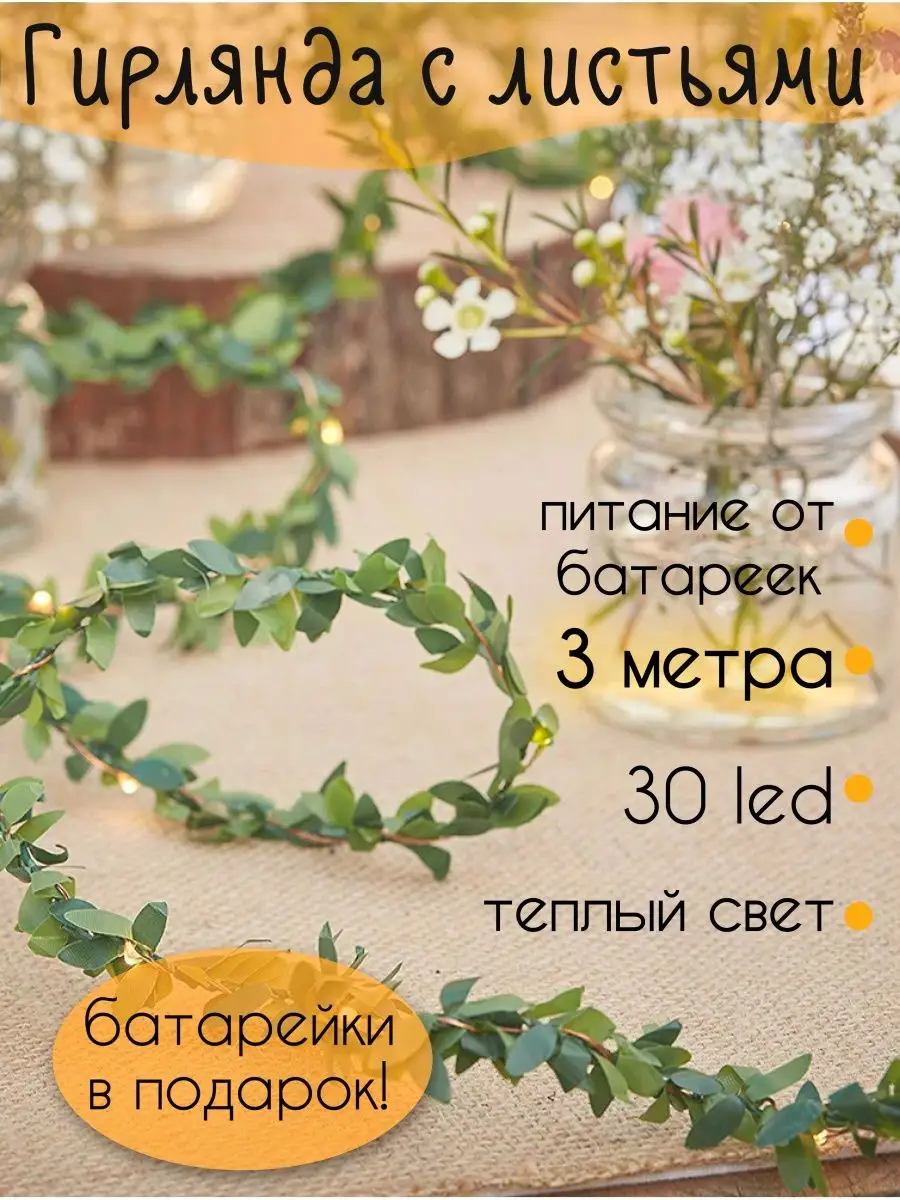 Гирлянда с листьями
питание от
батареек
3 метра
30 led
теплый свет
батарейки
в подарок!